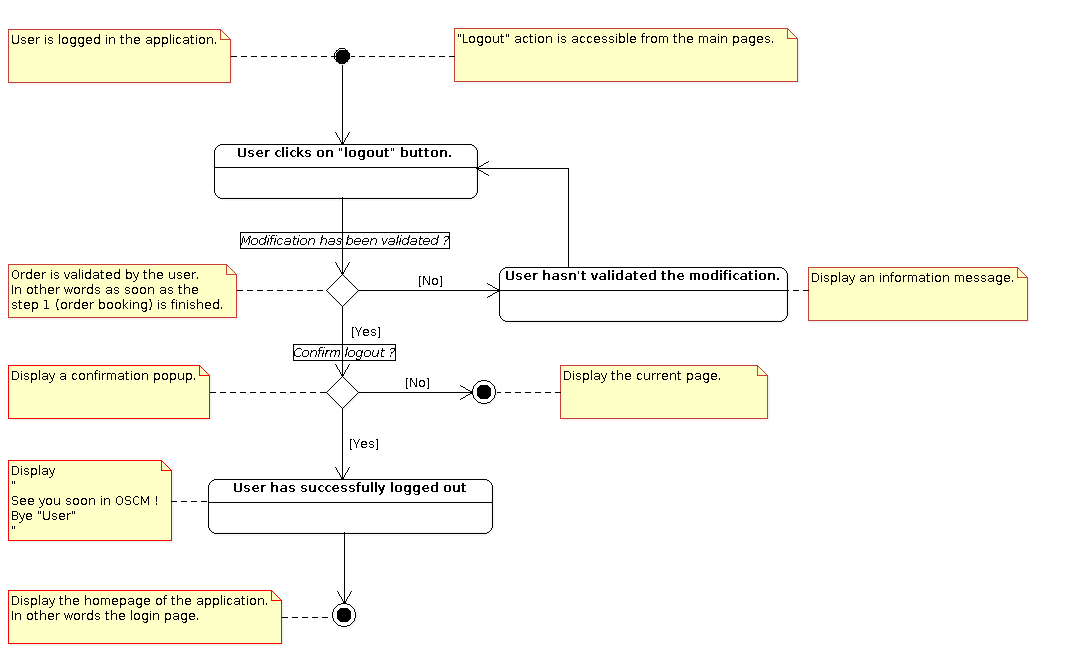 User is logged in the application.
"Logout" action is accessible from the main pages.
User clicks on "logout" button.
Modification has been validated ?
Order is validated by the user.
In other words as soon as the
step 1 (order booking) is finished.
[No]
User hasn't validated the modification.
Display an information message.
[Yes]
Confirm logout ?
Display a confirmation popup.
[No]
Display the current page.
[Yes]
Display
"
See you soon in OSCM !
Bye "User"
"
User has successfully logged out
Display the homepage of the application.
In other words the login page.